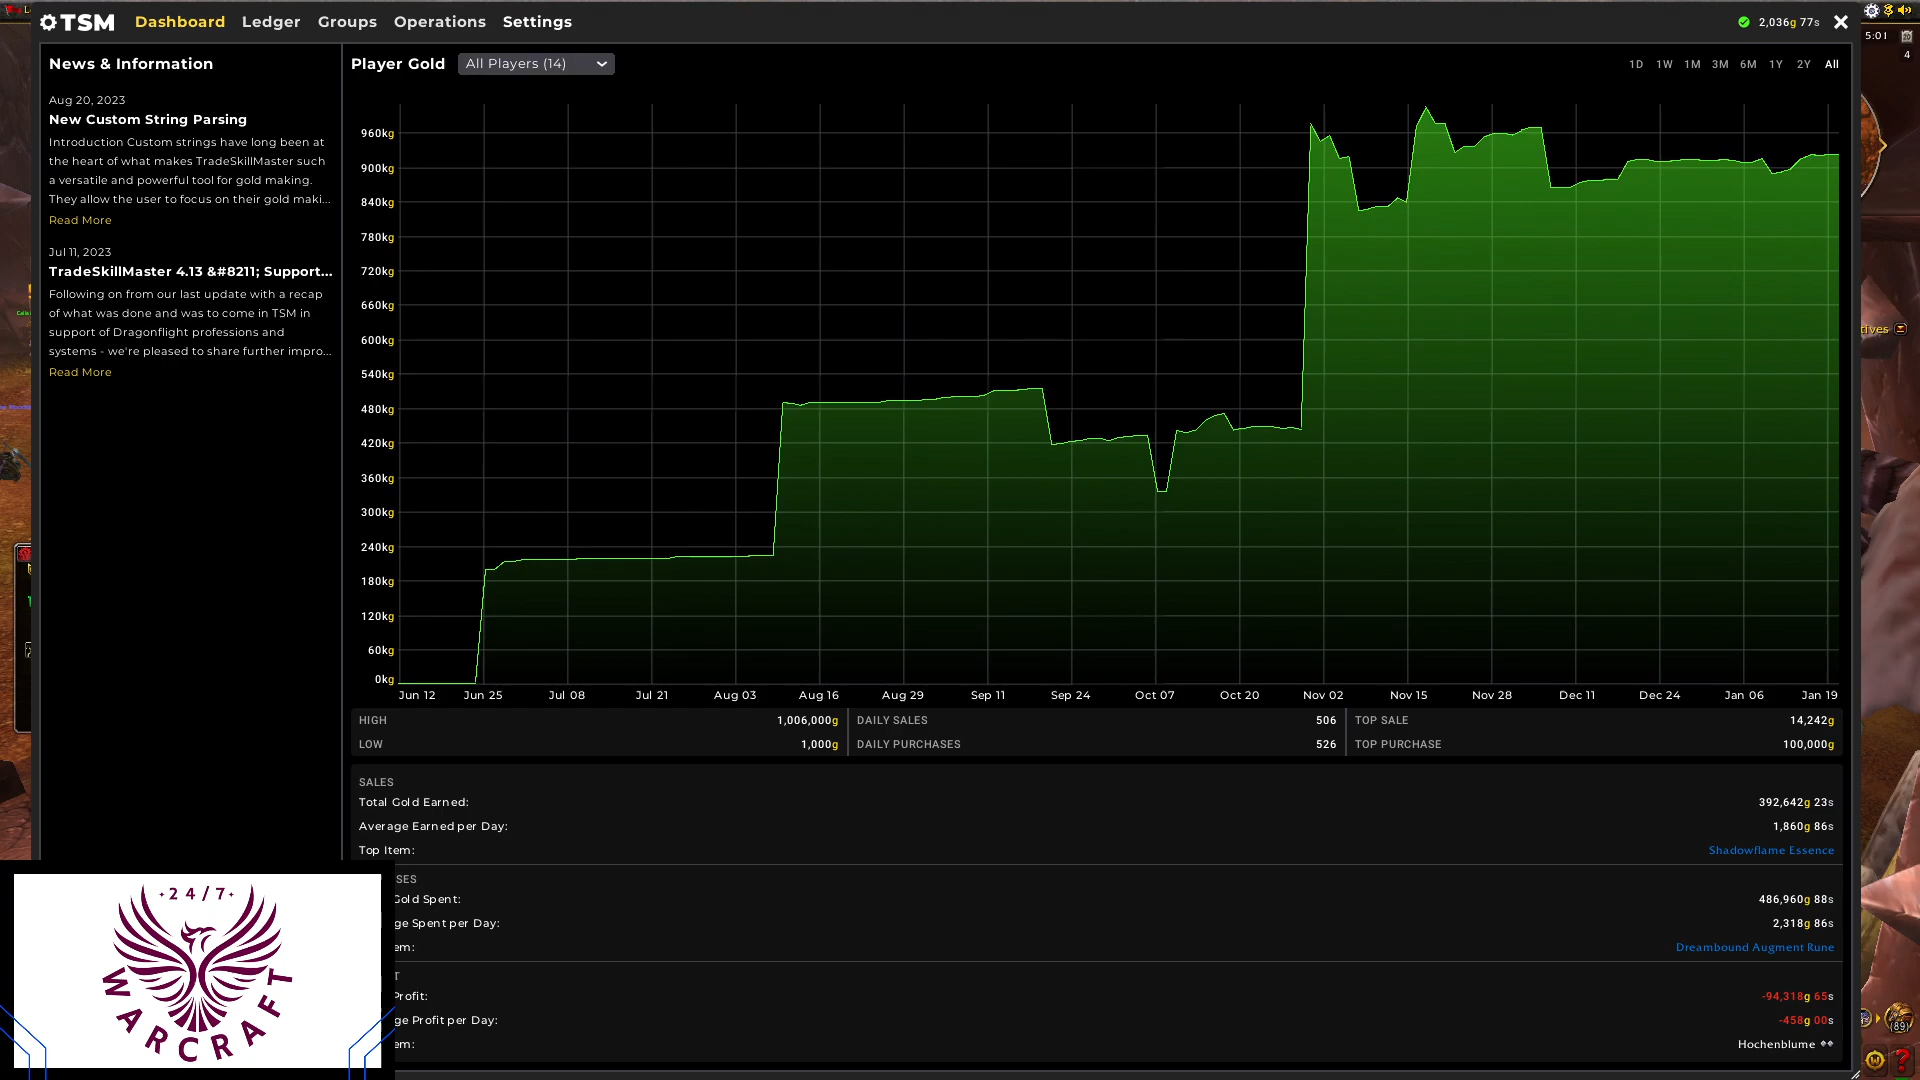 TSM Dashboard Ledger Groups Operations Settings 2,036g 77s
5:01
4
News & Information
Aug 20, 2023
New Custom String Parsing
Introduction Custom strings have long been at
the heart of what makes TradeSkillMaster such
a versatile and powerful tool for gold making.
They allow the user to focus on their gold maki...
Read More
Jul 11, 2023
TradeSkillMaster 4.13 &#8211; Support...
Following on from our last update with a recap
of what was done and was to come in TSM in
support of Dragonflight professions and
systems - we're pleased to share further impro...
Read More
Player Gold All Players (14) 1D 1W 1M 3M 6M 1Y 2Y All
960kg
900kg
840kg
780kg
720kg
660kg
600kg
540kg
480kg
420kg
360kg
300kg
240kg
180kg
120kg
60kg
0kg
Jun 12 Jun 25 Jul 08 Jul 21 Aug 03 Aug 16 Aug 29 Sep 11 Sep 24 Oct 07 Oct 20 Nov 02 Nov 15 Nov 28 Dec 11 Dec 24 Jan 06 Jan 19
HIGH 1,006,000g DAILY SALES 506 TOP SALE 14,242g
LOW 1,000g DAILY PURCHASES 526 TOP PURCHASE 100,000g
SALES
Total Gold Earned: 392,642g 23s
Average Earned per Day: 1,860g 86s
Top Item: Shadowflame Essence
SES
Gold Spent: 486,960g 88s
ge Spent per Day: 2,318g 86s
em: Dreambound Augment Rune
T
Profit: -94,318g 65s
ge Profit per Day: -458g 00s
em: Hochenblume
tives
(89)
24/7
WARCRAFT